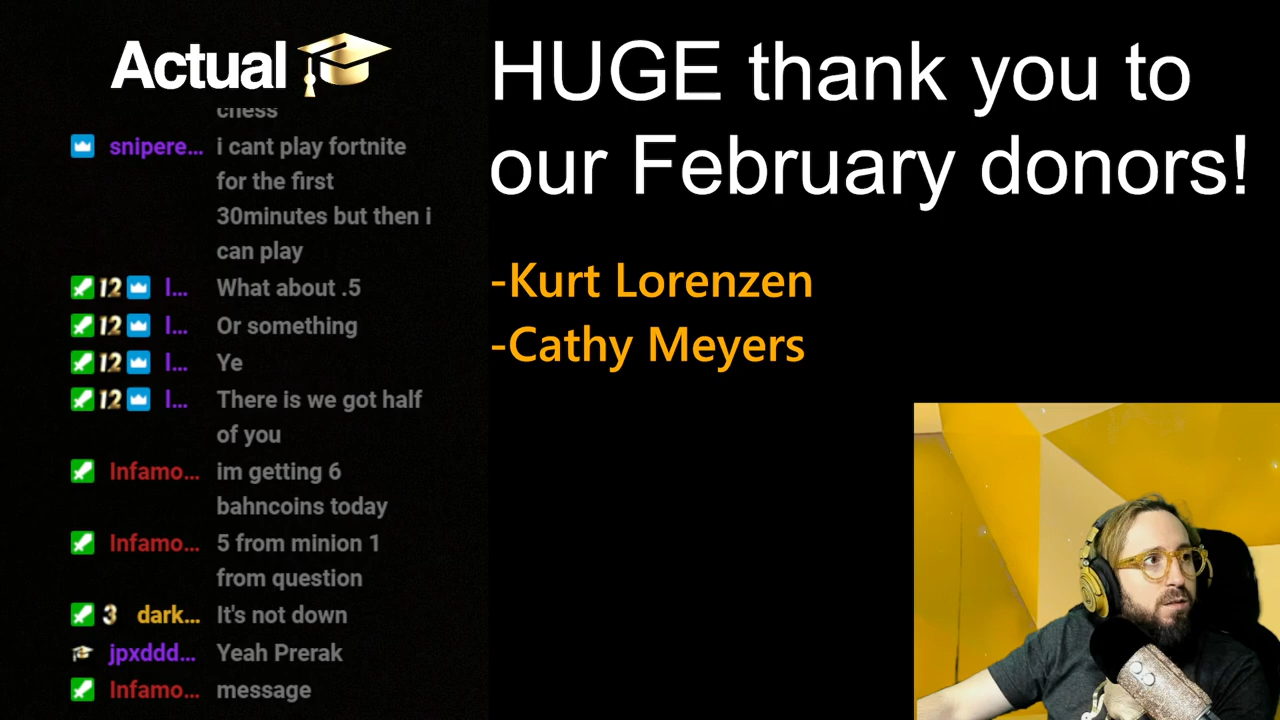 Actual
HUGE thank you to
our February donors!
-Kurt Lorenzen
-Cathy Meyers
chess
snipere... i cant play fortnite
for the first
30minutes but then i
can play
12 l... What about .5
12 l... Or something
12 l... Ye
12 l... There is we got half
of you
Infamo... im getting 6
bahncoins today
Infamo... 5 from minion 1
from question
3 dark... It's not down
jpxddd... Yeah Prerak
Infamo... message